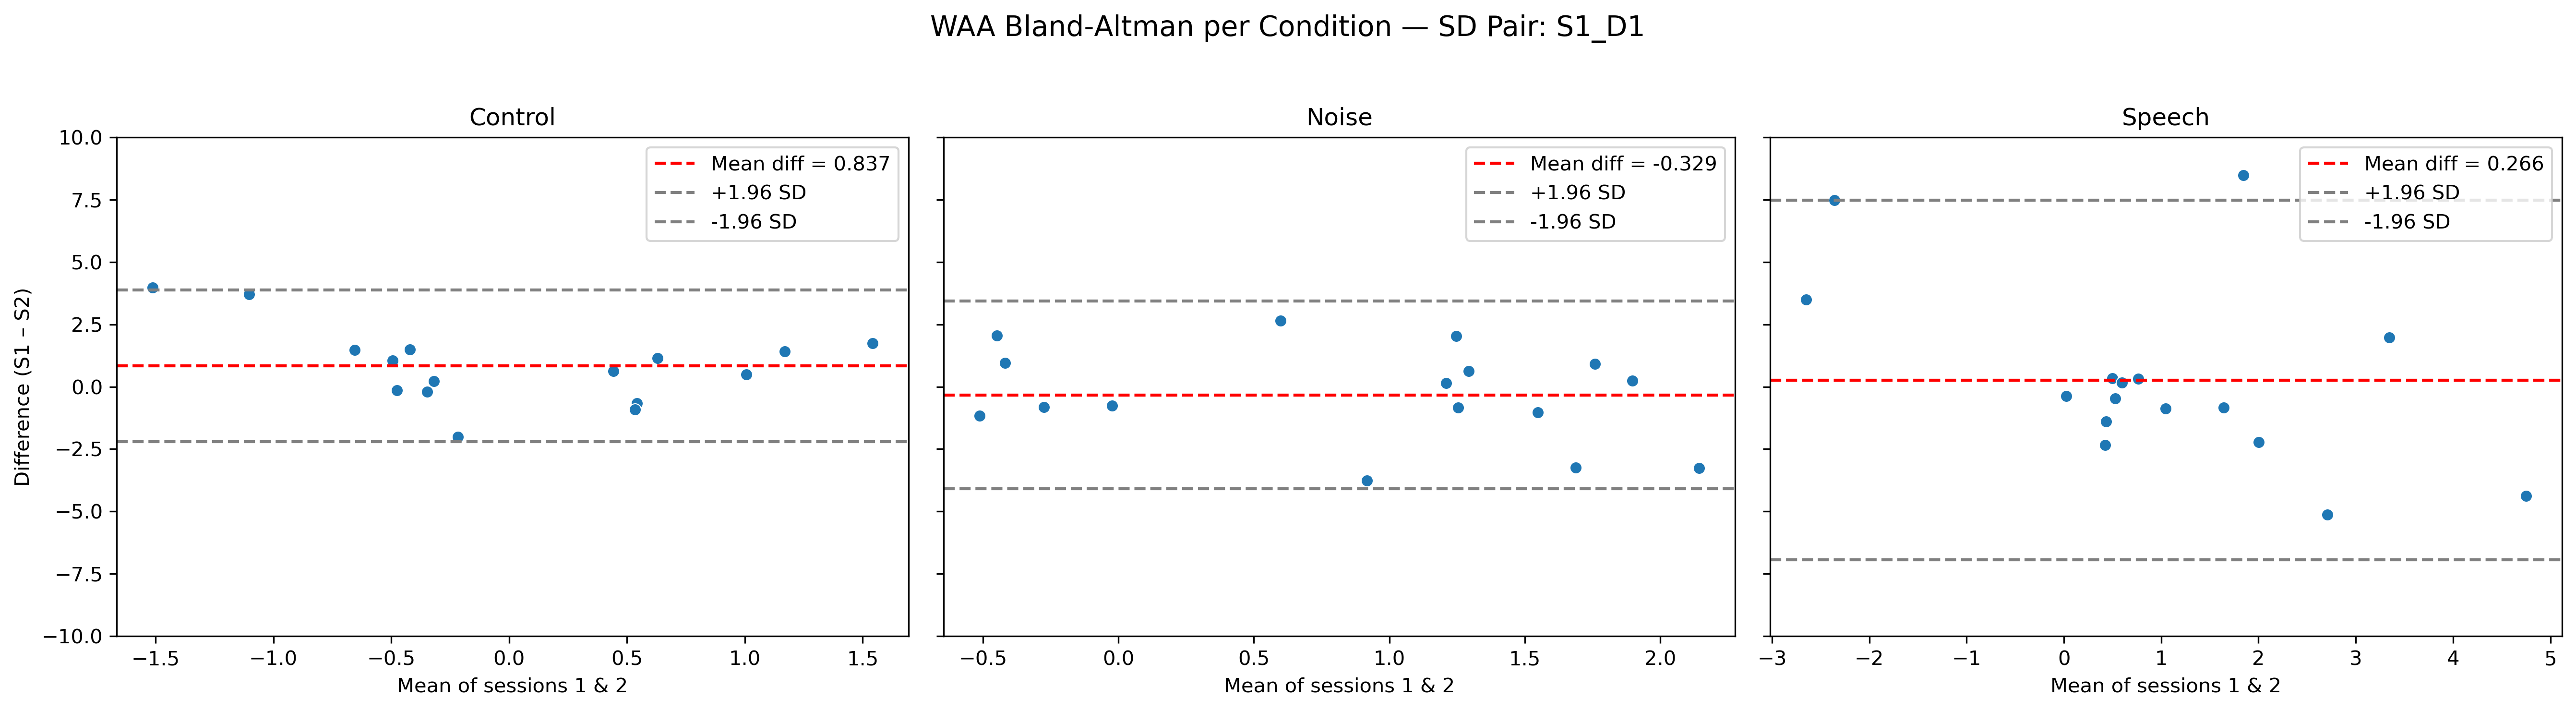 WAA Bland-Altman per Condition — SD Pair: S1_D1
Control
Difference (S1 – S2)
10.0
7.5
5.0
2.5
0.0
−2.5
−5.0
−7.5
−10.0
Mean diff = 0.837
+1.96 SD
-1.96 SD
−1.5 −1.0 −0.5 0.0 0.5 1.0 1.5
Mean of sessions 1 & 2
Noise
Mean diff = -0.329
+1.96 SD
-1.96 SD
−0.5 0.0 0.5 1.0 1.5 2.0
Mean of sessions 1 & 2
Speech
Mean diff = 0.266
+1.96 SD
-1.96 SD
−3 −2 −1 0 1 2 3 4 5
Mean of sessions 1 & 2